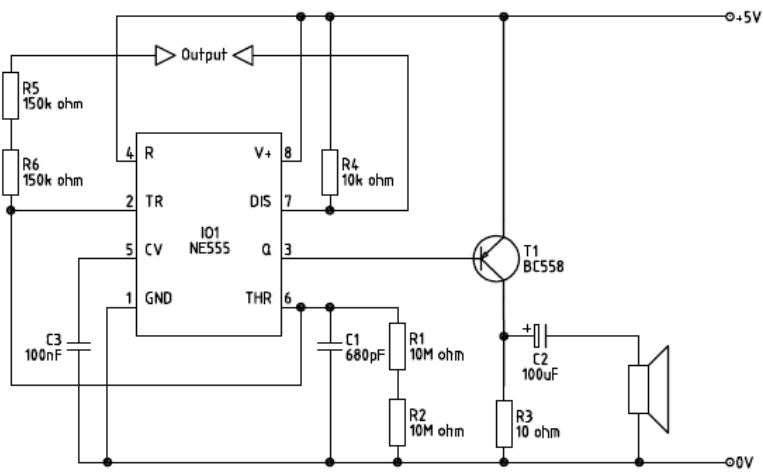 +5V
Output
R5
150k ohm
R6
150k ohm
4 R V+ 8
R4
10k ohm
2 TR DIS 7
IO1
NE555
5 CV Q 3
T1
BC558
1 GND THR 6
C3
100nF
C1
680pF
R1
10M ohm
+
C2
100uF
R2
10M ohm
R3
10 ohm
0V